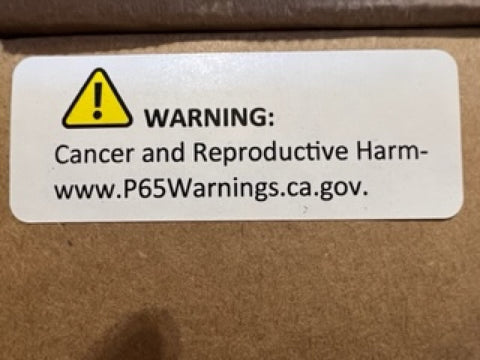 WARNING:
Cancer and Reproductive Harm-
www.P65Warnings.ca.gov.